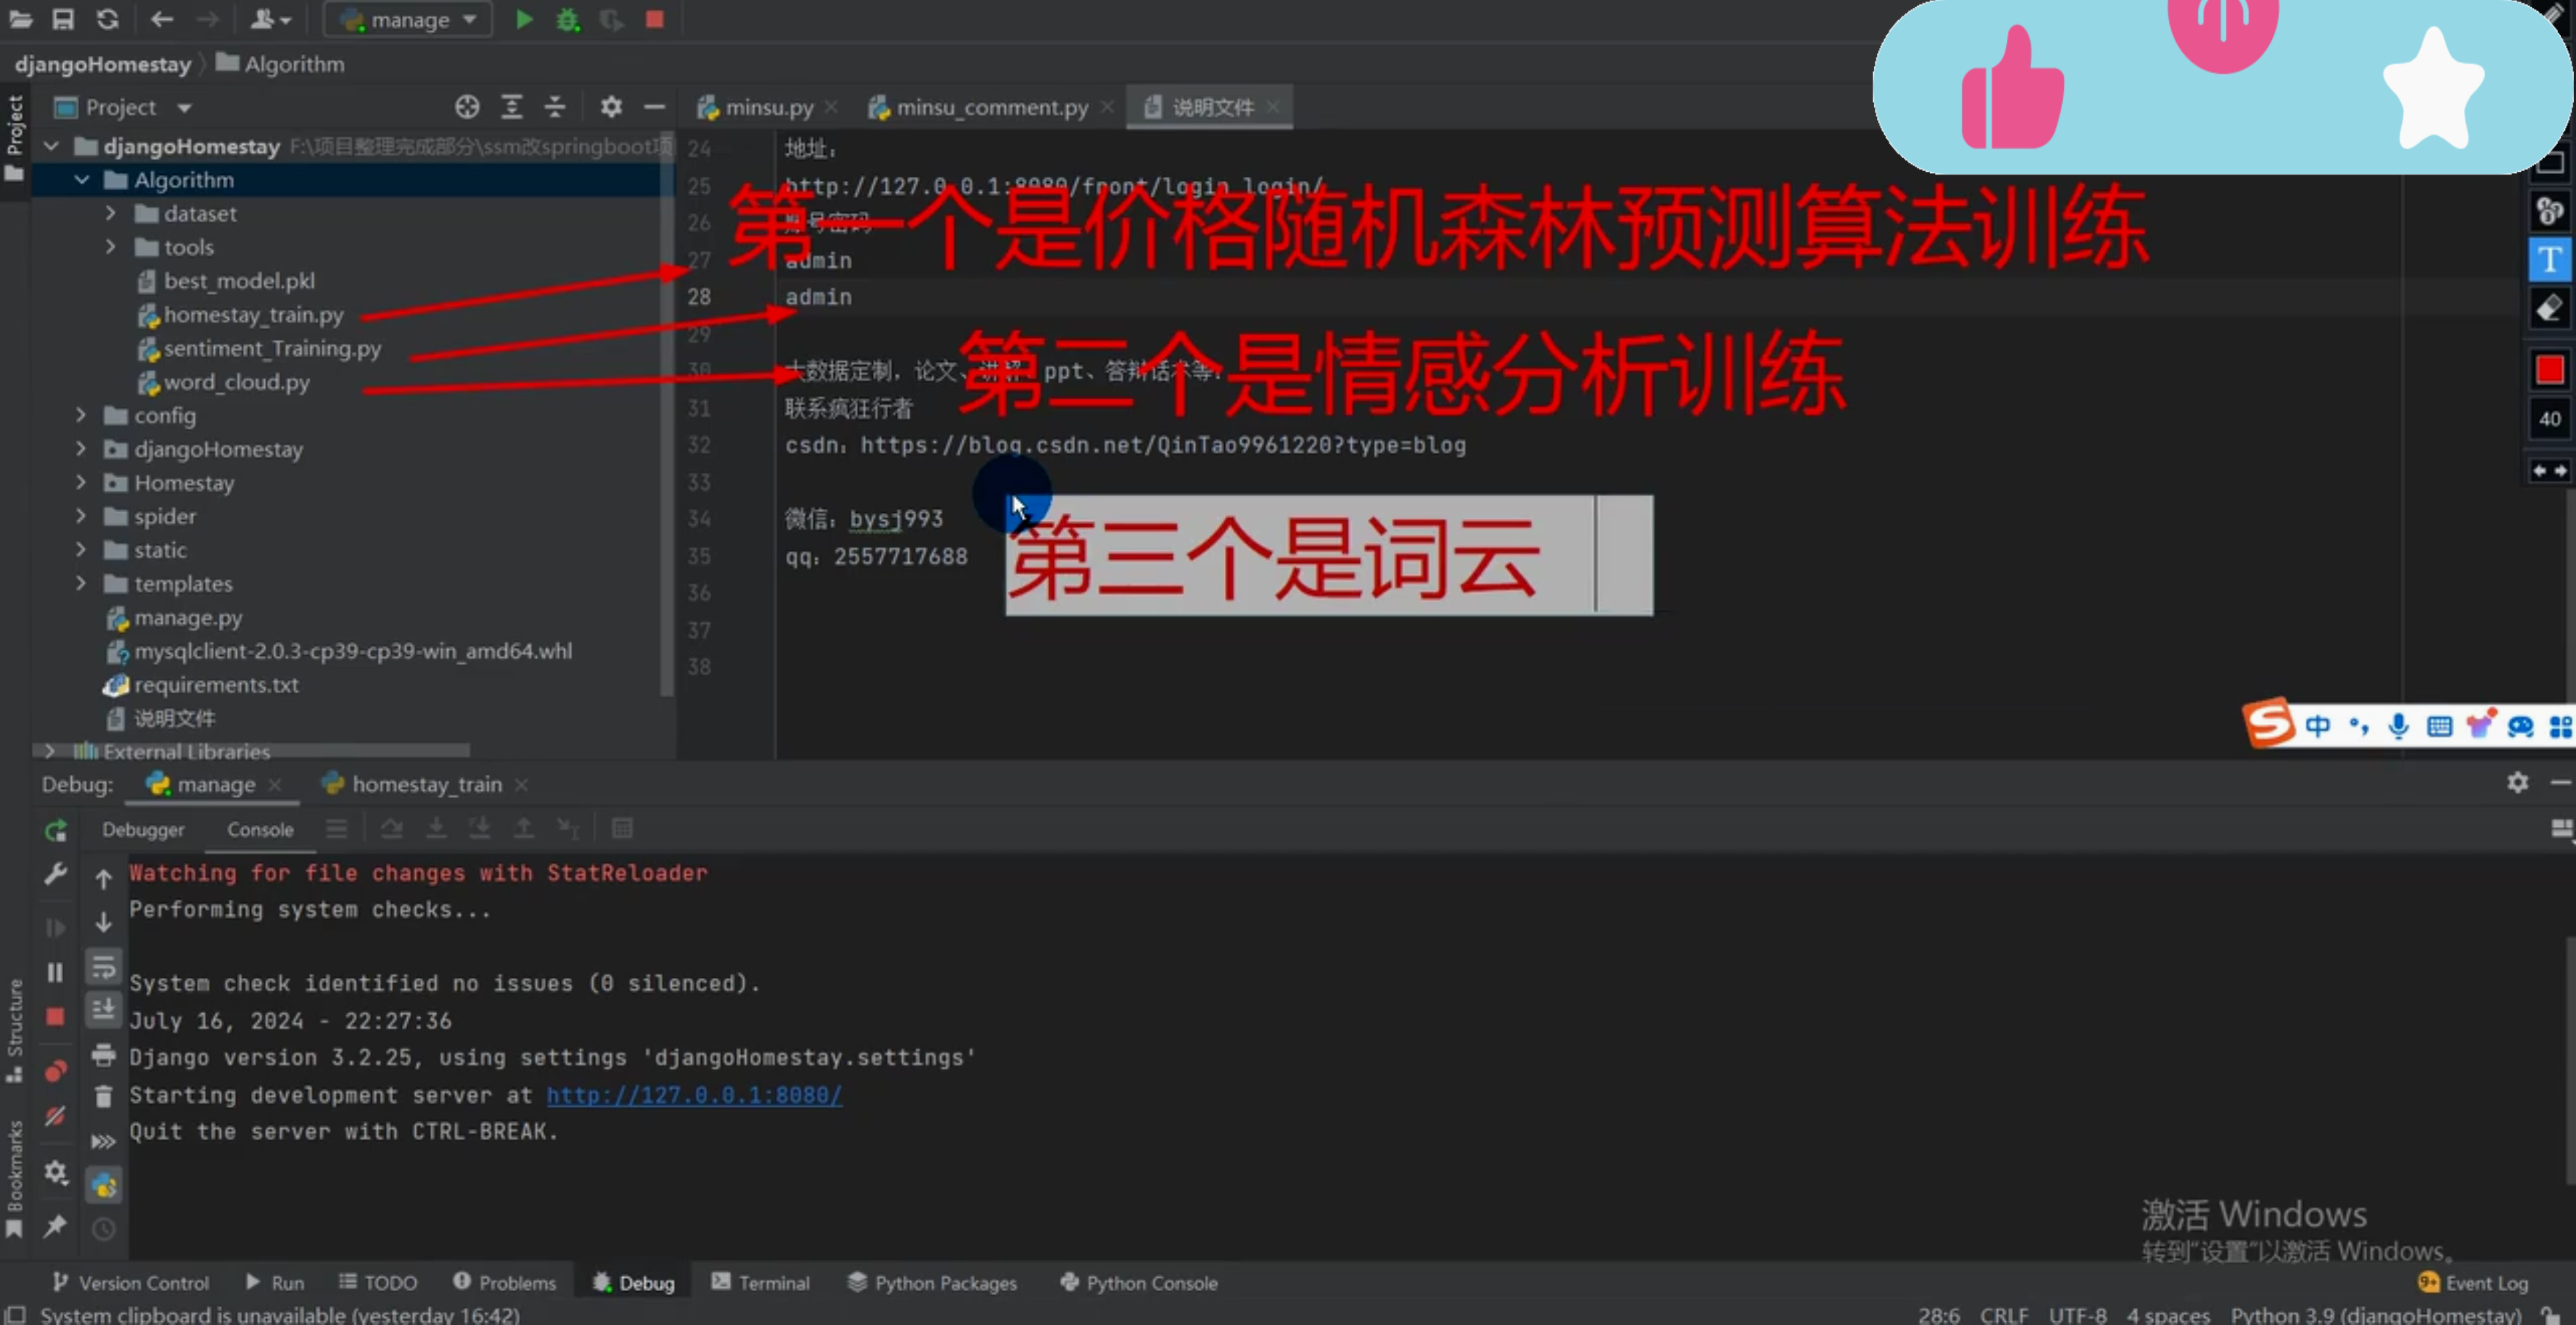 manage
djangoHomestay
Algorithm
Project
Project
minsu.py
minsu_comment.py
说明文件
djangoHomestay F:\项目整理完成部分\ssm改springboot项
Algorithm
dataset
tools
best_model.pkl
homestay_train.py
sentiment_Training.py
word_cloud.py
config
djangoHomestay
Homestay
spider
static
templates
manage.py
mysqlclient-2.0.3-cp39-cp39-win_amd64.whl
requirements.txt
说明文件
External Libraries
24 地址：
25 http://127.0.0.1:8080/front/login_login/
26 账号密码
27 admin
28 admin
29
30 大数据定制，论文、讲解、ppt、答辩话术等：
31 联系疯狂行者
32 csdn：https://blog.csdn.net/QinTao9961220?type=blog
33
34 微信：bysj993
35 qq：2557717688
36
37
38
第一个是价格随机森林预测算法训练
第二个是情感分析训练
第三个是词云
T
40
中
Debug:
manage
homestay_train
Debugger
Console
Watching for file changes with StatReloader
Performing system checks...
System check identified no issues (0 silenced).
July 16, 2024 - 22:27:36
Django version 3.2.25, using settings 'djangoHomestay.settings'
Starting development server at http://127.0.0.1:8080/
Quit the server with CTRL-BREAK.
Structure
Bookmarks
激活 Windows
转到"设置"以激活 Windows。
Version Control
Run
TODO
Problems
Debug
Terminal
Python Packages
Python Console
9+ Event Log
System clipboard is unavailable (yesterday 16:42)
28:6 CRLF UTF-8 4 spaces Python 3.9 (djangoHomestay)